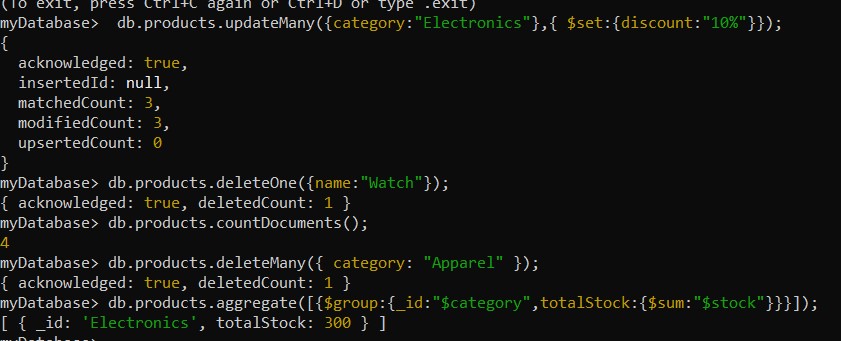 (To exit, press Ctrl+C again or Ctrl+D or type .exit)
myDatabase>  db.products.updateMany({category:"Electronics"},{ $set:{discount:"10%"}});
{
  acknowledged: true,
  insertedId: null,
  matchedCount: 3,
  modifiedCount: 3,
  upsertedCount: 0
}
myDatabase> db.products.deleteOne({name:"Watch"});
{ acknowledged: true, deletedCount: 1 }
myDatabase> db.products.countDocuments();
4
myDatabase> db.products.deleteMany({ category: "Apparel" });
{ acknowledged: true, deletedCount: 1 }
myDatabase> db.products.aggregate([{$group:{_id:"$category",totalStock:{$sum:"$stock"}}}]);
[ { _id: 'Electronics', totalStock: 300 } ]
myDatabase>